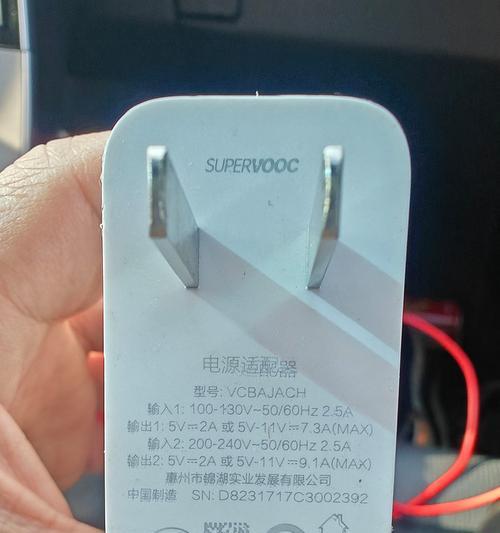 SUPERVOOC
电源适配器
型号: VCBAJACH
输入1: 100-130V~50/60Hz 2.5A
输出1: 5V⎓2A 或 5V-11V⎓7.3A(MAX)
输入2: 200-240V~50/60Hz 2.5A
输出2: 5V⎓2A 或 5V-11V⎓9.1A(MAX)
惠州市锦湖实业发展有限公司
中国制造 SN: D8231717C3002392